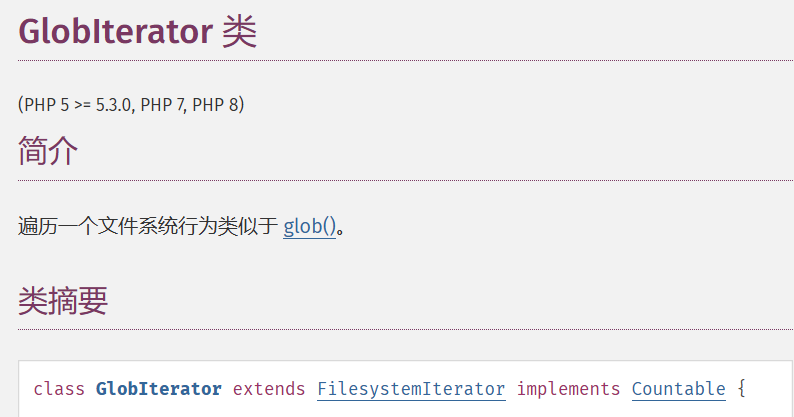 GlobIterator 类
(PHP 5 >= 5.3.0, PHP 7, PHP 8)
简介
遍历一个文件系统行为类似于 glob()。
类摘要
class GlobIterator extends FilesystemIterator implements Countable {